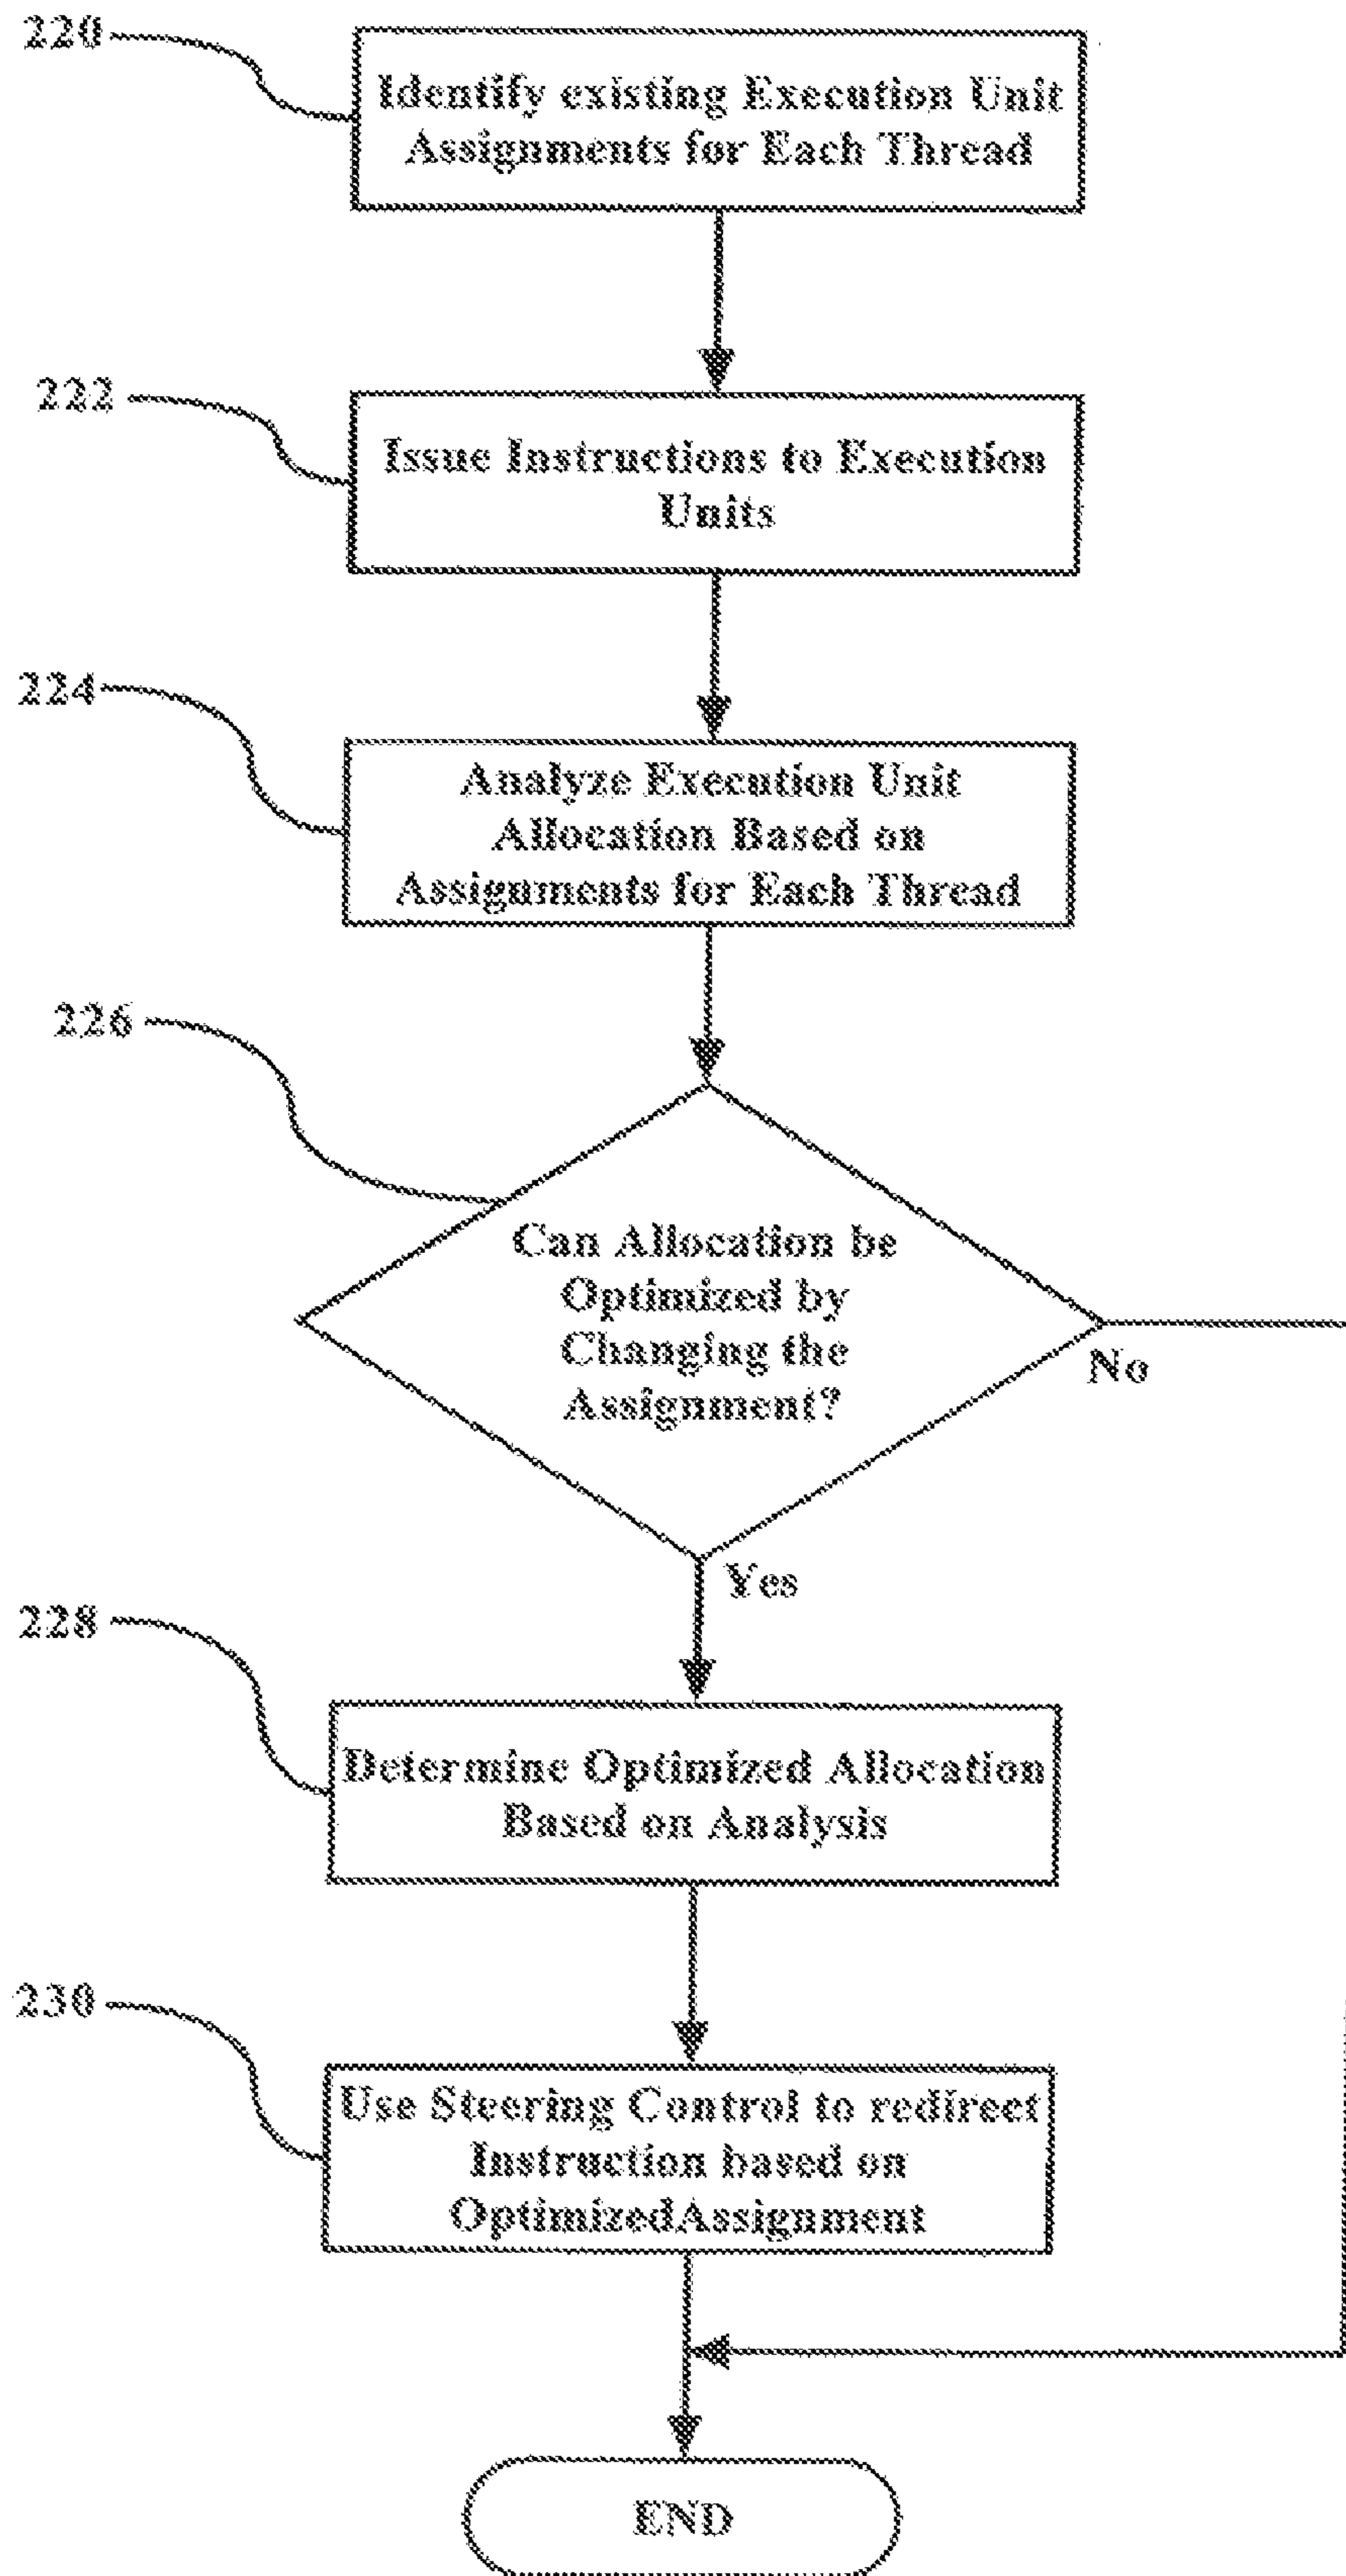 220
Identify existing Execution Unit
Assignments for Each Thread
222
Issue Instructions to Execution
Units
224
Analyze Execution Unit
Allocation Based on
Assignments for Each Thread
226
Can Allocation be
Optimized by
Changing the
Assignment?
No
Yes
228
Determine Optimized Allocation
Based on Analysis
230
Use Steering Control to redirect
Instruction based on
OptimizedAssignment
END